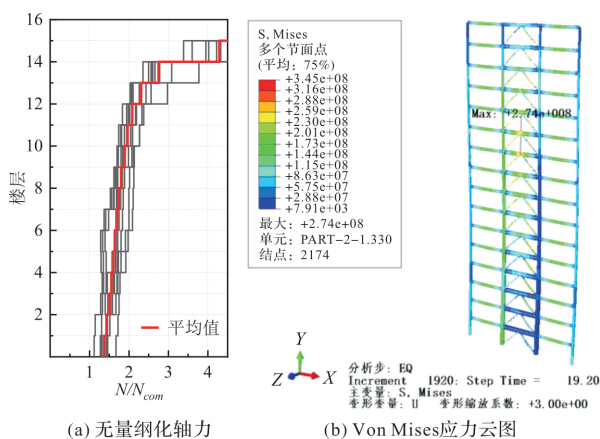 16
14
12
10
8
6
4
2
楼层
平均值
1
2
3
4
N/Ncom
(a) 无量纲化轴力
S, Mises
多个节面点
(平均: 75%)
+3.45e+08
+3.16e+08
+2.88e+08
+2.59e+08
+2.30e+08
+2.01e+08
+1.73e+08
+1.44e+08
+1.15e+08
+8.63e+07
+5.75e+07
+2.88e+07
+7.91e+03
最大: +2.74e+08
单元: PART-2-1.330
结点: 2174
Max: +2.74e+008
Y
Z
X
分析步: EQ
Increment 1920: Step Time = 19.20
主变量: S, Mises
变形变量: U 变形缩放系数: +3.00e+00
(b) Von Mises应力云图